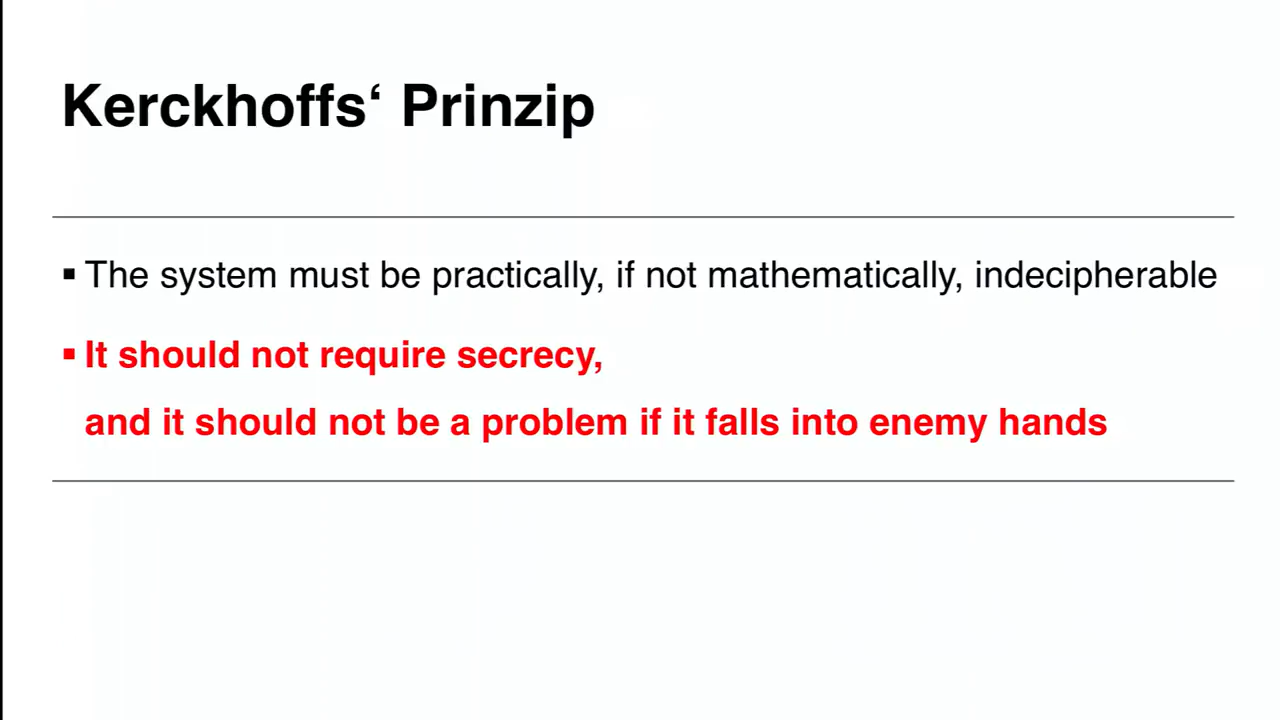 Kerckhoffs‘ Prinzip
▪ The system must be practically, if not mathematically, indecipherable
▪ It should not require secrecy,
and it should not be a problem if it falls into enemy hands